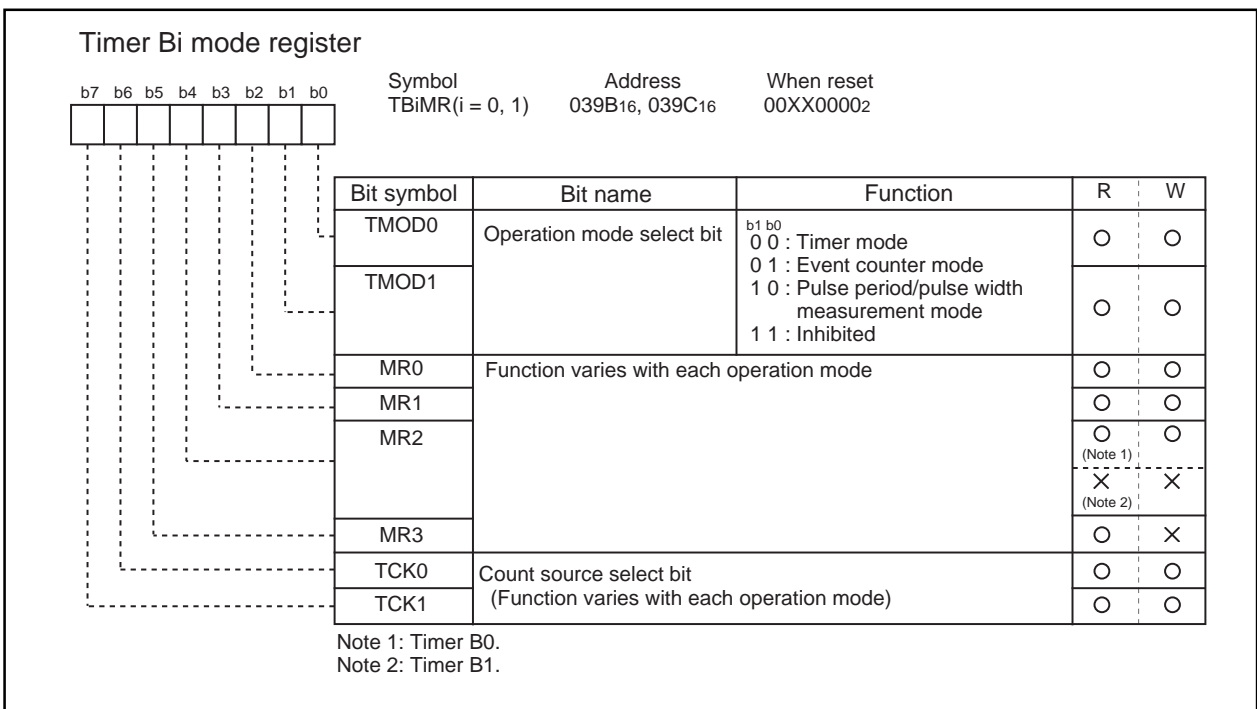 Timer Bi mode register
Symbol Address When reset
b7 b6 b5 b4 b3 b2 b1 b0
TBiMR(i = 0, 1) 039B16, 039C16 00XX00002
Bit symbol Bit name Function R W
TMOD0 Operation mode select bit b1 b0
0 0 : Timer mode
0 1 : Event counter mode
TMOD1 1 0 : Pulse period/pulse width
measurement mode
1 1 : Inhibited
MR0 Function varies with each operation mode
MR1
MR2
(Note 1)
(Note 2)
MR3
TCK0 Count source select bit
TCK1 (Function varies with each operation mode)
Note 1: Timer B0.
Note 2: Timer B1.